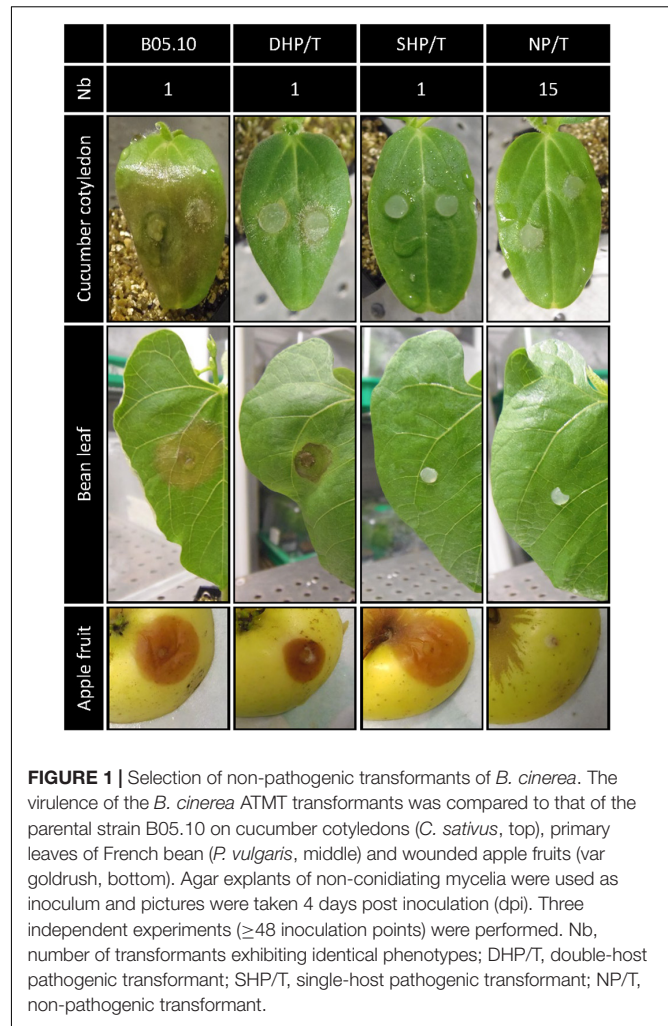 B05.10 DHP/T SHP/T NP/T
Nb 1 1 1 15
Cucumber cotyledon
Bean leaf
Apple fruit
FIGURE 1 | Selection of non-pathogenic transformants of B. cinerea. The
virulence of the B. cinerea ATMT transformants was compared to that of the
parental strain B05.10 on cucumber cotyledons (C. sativus, top), primary
leaves of French bean (P. vulgaris, middle) and wounded apple fruits (var
goldrush, bottom). Agar explants of non-conidiating mycelia were used as
inoculum and pictures were taken 4 days post inoculation (dpi). Three
independent experiments (≥48 inoculation points) were performed. Nb,
number of transformants exhibiting identical phenotypes; DHP/T, double-host
pathogenic transformant; SHP/T, single-host pathogenic transformant; NP/T,
non-pathogenic transformant.